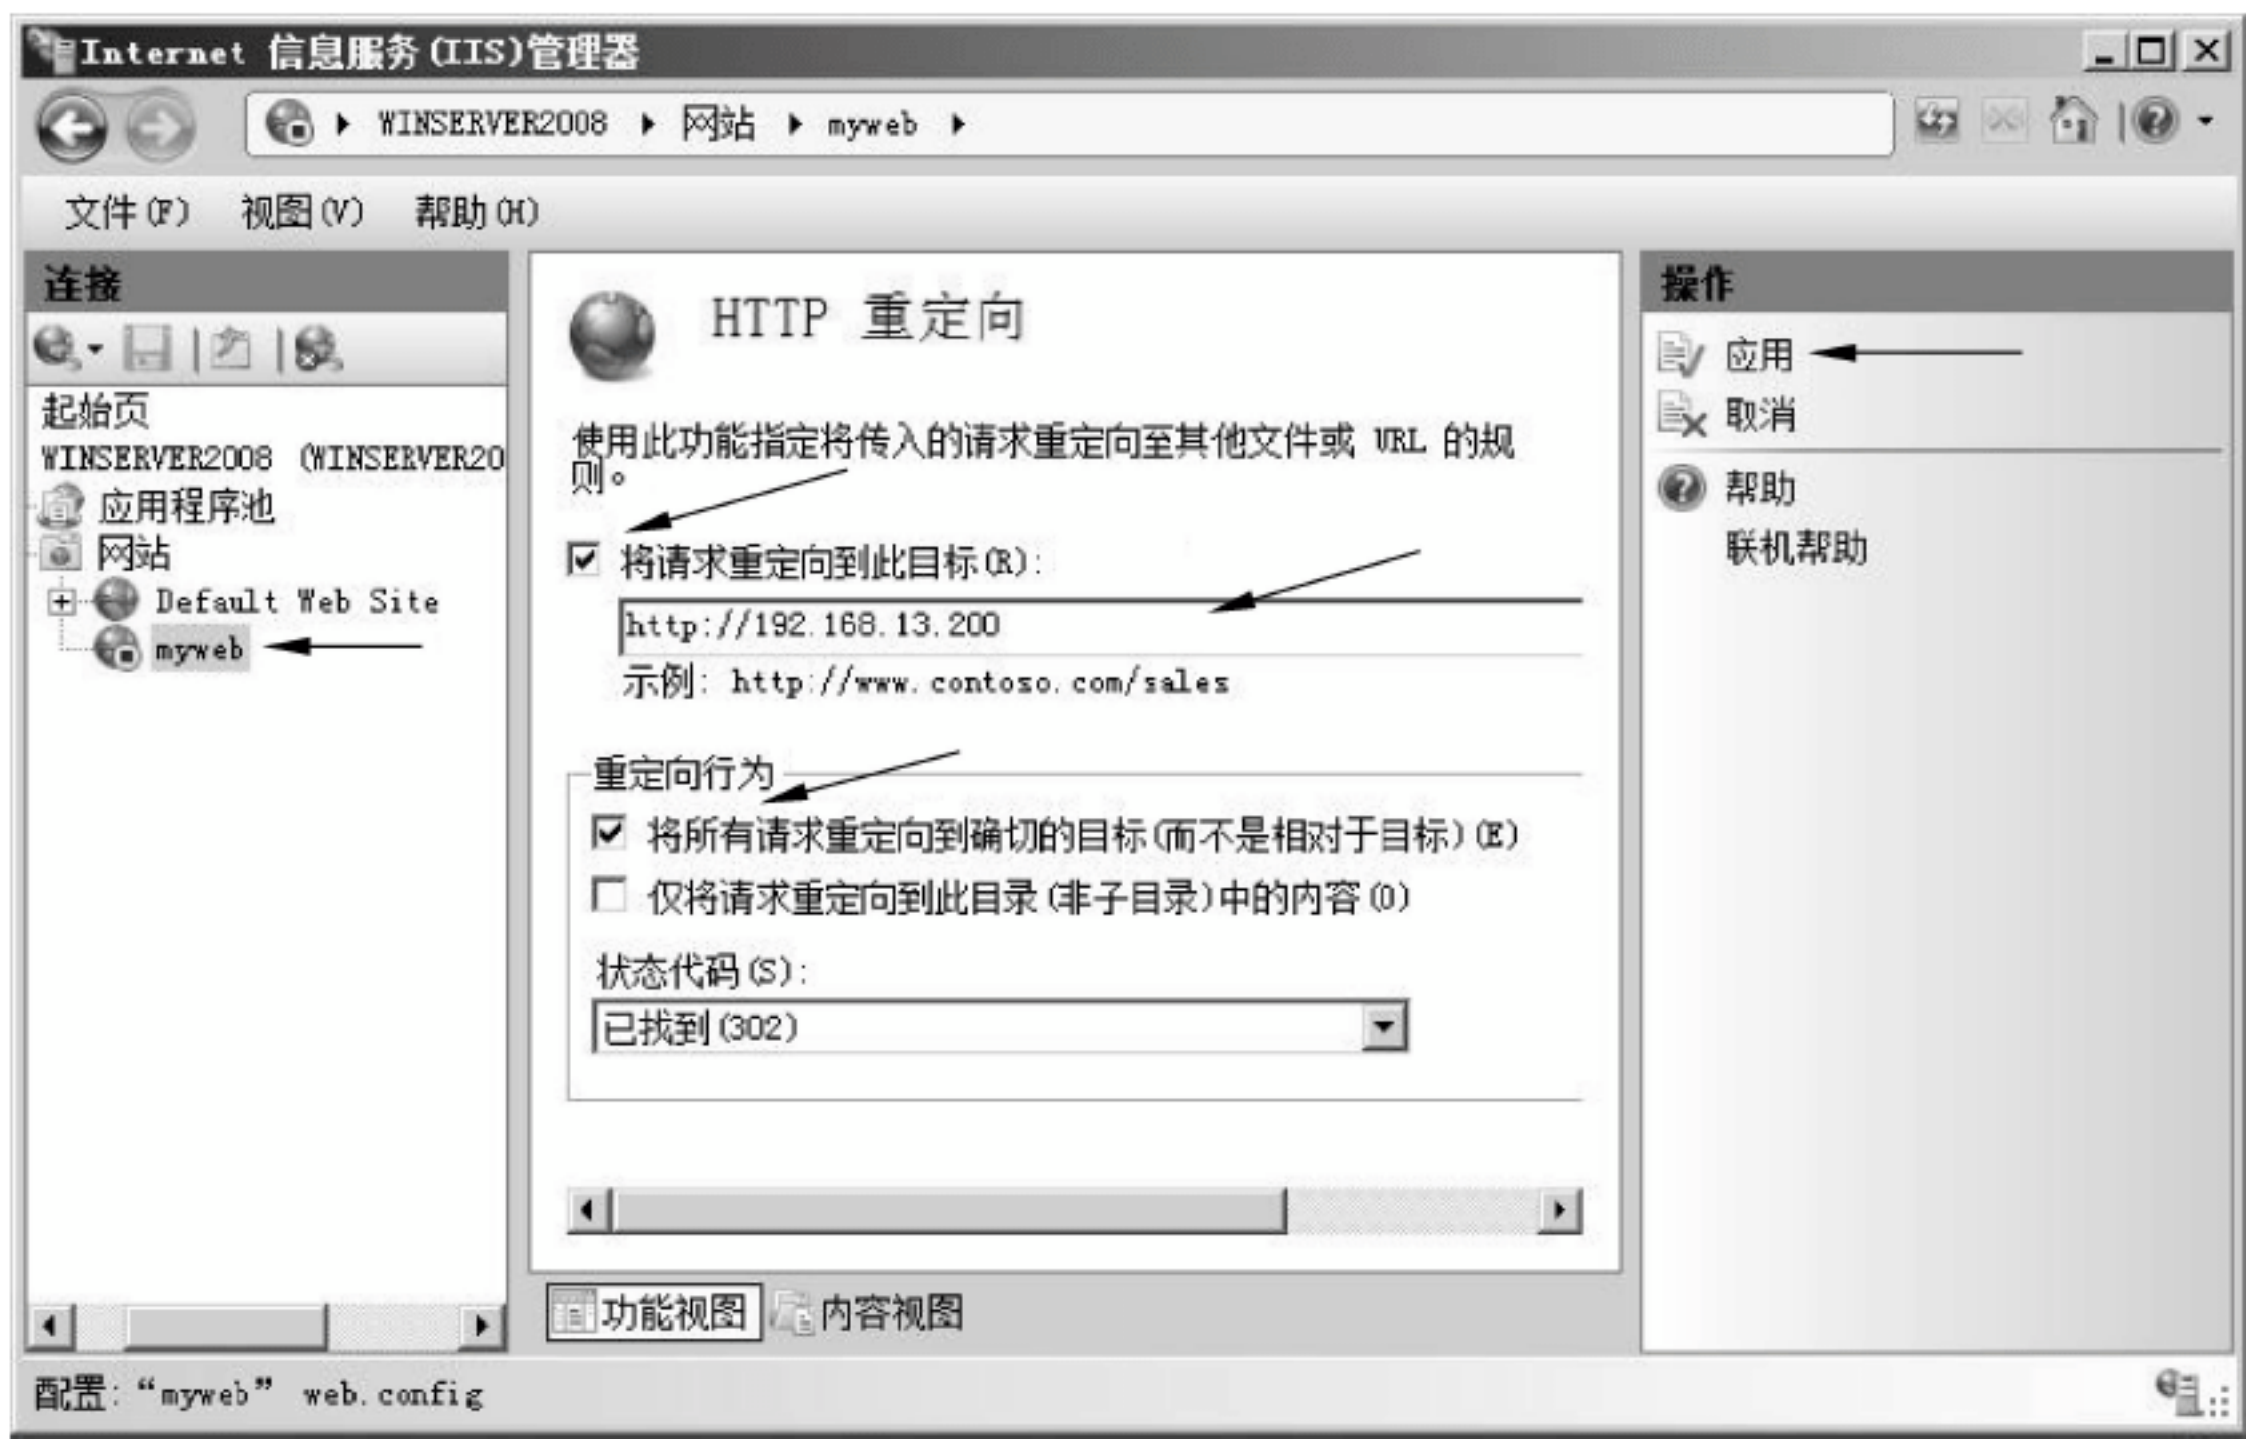 Internet 信息服务(IIS)管理器
WINSERVER2008 网站 myweb
文件(F) 视图(V) 帮助(H)
连接
起始页
WINSERVER2008 (WINSERVER20
应用程序池
网站
Default Web Site
myweb
HTTP 重定向
使用此功能指定将传入的请求重定向至其他文件或 URL 的规
则。
将请求重定向到此目标(R):
http://192.168.13.200
示例: http://www.contoso.com/sales
重定向行为
将所有请求重定向到确切的目标(而不是相对于目标)(E)
仅将请求重定向到此目录(非子目录)中的内容(O)
状态代码(S):
已找到(302)
功能视图 内容视图
操作
应用
取消
帮助
联机帮助
配置:“myweb” web.config